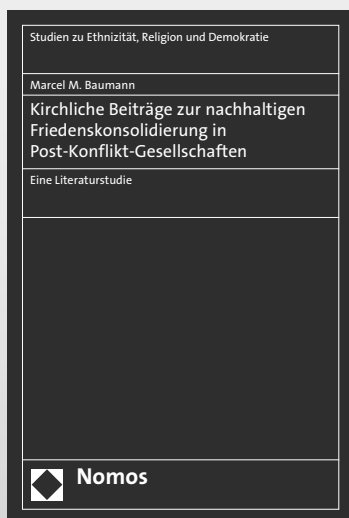 Studien zu Ethnizität, Religion und Demokratie
Marcel M. Baumann
Kirchliche Beiträge zur nachhaltigen
Friedenskonsolidierung in
Post-Konflikt-Gesellschaften
Eine Literaturstudie
Nomos